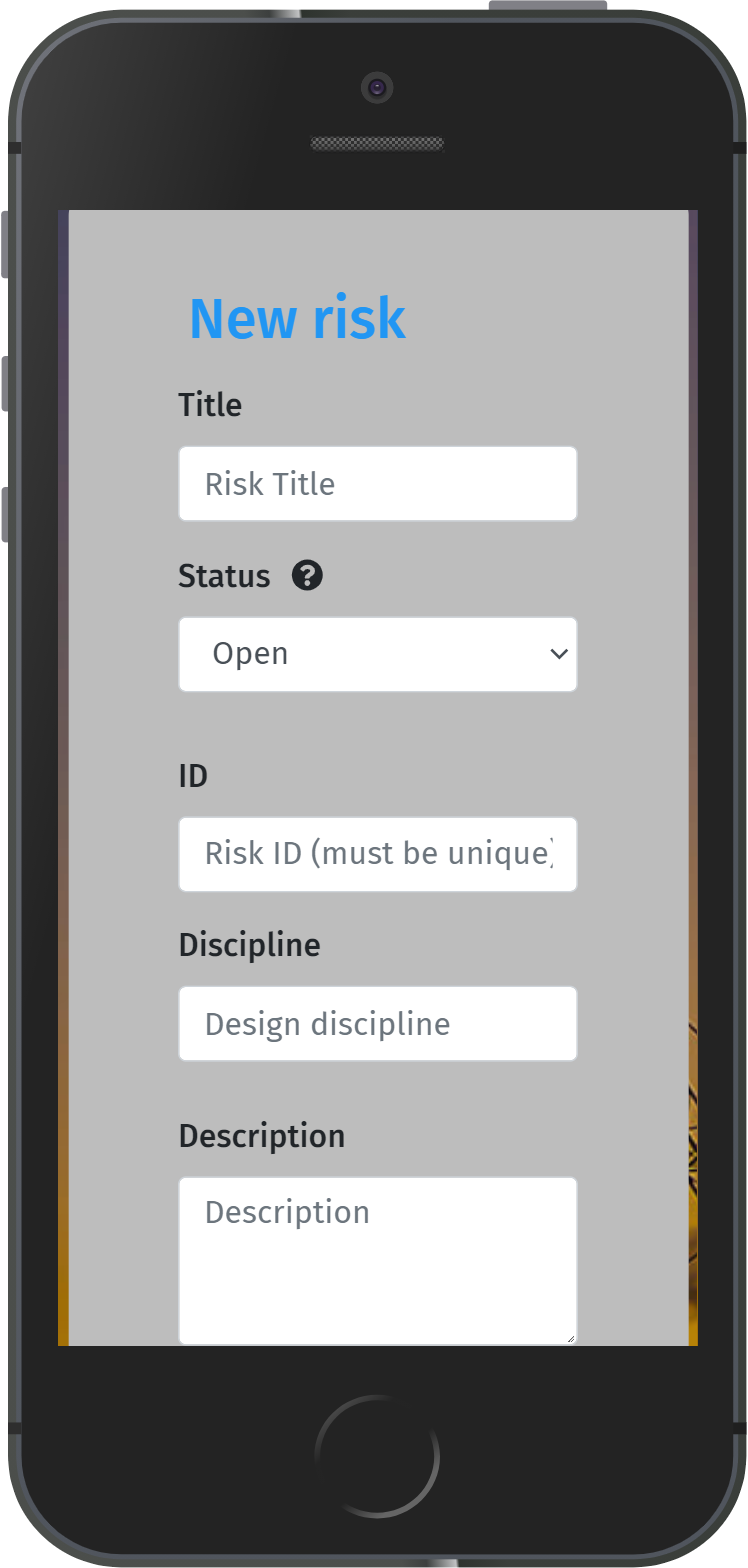 New risk
Title
Risk Title
Status
Open
ID
Risk ID (must be unique)
Discipline
Design discipline
Description
Description